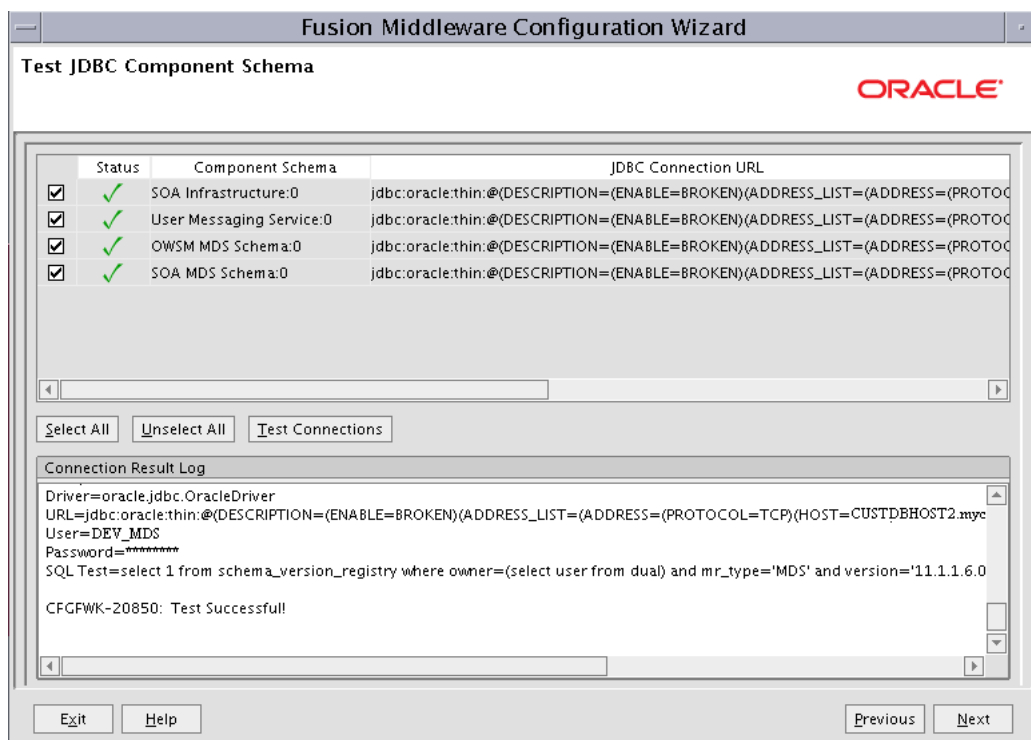 Fusion Middleware Configuration Wizard
Test JDBC Component Schema
ORACLE
Status Component Schema JDBC Connection URL
SOA Infrastructure:0 jdbc:oracle:thin:@(DESCRIPTION=(ENABLE=BROKEN)(ADDRESS_LIST=(ADDRESS=(PROTOC
User Messaging Service:0 jdbc:oracle:thin:@(DESCRIPTION=(ENABLE=BROKEN)(ADDRESS_LIST=(ADDRESS=(PROTOC
OWSM MDS Schema:0 jdbc:oracle:thin:@(DESCRIPTION=(ENABLE=BROKEN)(ADDRESS_LIST=(ADDRESS=(PROTOC
SOA MDS Schema:0 jdbc:oracle:thin:@(DESCRIPTION=(ENABLE=BROKEN)(ADDRESS_LIST=(ADDRESS=(PROTOC
Select All Unselect All Test Connections
Connection Result Log
Driver=oracle.jdbc.OracleDriver
URL=jdbc:oracle:thin:@(DESCRIPTION=(ENABLE=BROKEN)(ADDRESS_LIST=(ADDRESS=(PROTOCOL=TCP)(HOST=CUSTDBHOST2.myc
User=DEV_MDS
Password=********
SQL Test=select 1 from schema_version_registry where owner=(select user from dual) and mr_type='MDS' and version='11.1.1.6.0
CFGFWK-20850: Test Successful!
Exit Help Previous Next